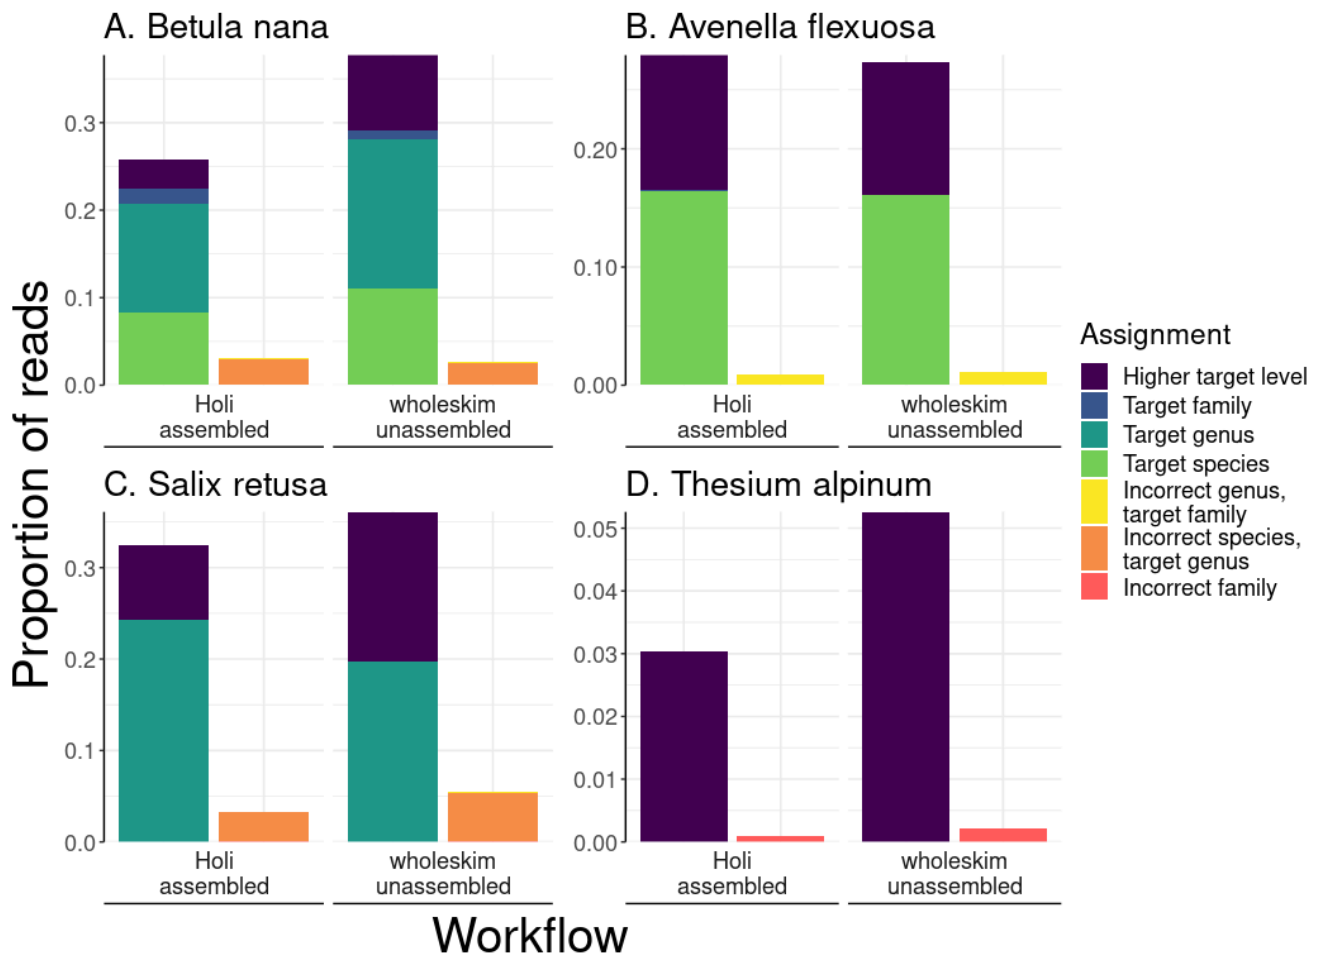 A. Betula nana
B. Avenella flexuosa
0.3
0.2
0.1
0.0
0.20
0.10
0.00
Holi
assembled
wholeskim
unassembled
Holi
assembled
wholeskim
unassembled
C. Salix retusa
D. Thesium alpinum
0.3
0.2
0.1
0.0
0.05
0.04
0.03
0.02
0.01
0.00
Holi
assembled
wholeskim
unassembled
Holi
assembled
wholeskim
unassembled
Proportion of reads
Workflow
Assignment
Higher target level
Target family
Target genus
Target species
Incorrect genus,
target family
Incorrect species,
target genus
Incorrect family